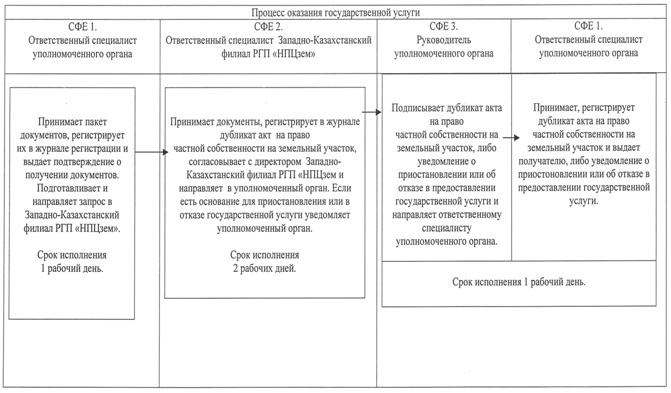 Процесс оказания государственной услуги
СФЕ 1.
Ответственный специалист
уполномоченного органа
СФЕ 2.
Ответственный специалист Западно-Казахстанский
филиал РГП «НПЦзем»
СФЕ 3.
Руководитель
уполномоченного органа
СФЕ 1.
Ответственный специалист
уполномоченного органа
Принимает пакет
документов, регистрирует
их в журнале регистрации и
выдает подтверждение о
получении документов.
Подготавливает и
направляет запрос в
Западно-Казахстанский
филиал РГП «НПЦзем».
Срок исполнения
1 рабочий день.
Принимает документы, регистрирует в журнале
дубликат акт на право
частной собственности на земельный участок,
согласовывает с директором Западно-
Казахстанский филиал РГП «НПЦзем и
направляет в уполномоченный орган. Если
есть основание для приостановления или в
отказе государственной услуги уведомляет
уполномоченный орган.
Срок исполнения
2 рабочих дней.
Подписывает дубликат акта
на право
частной собственности на
земельный участок, либо
уведомление о
приостановлении или об
отказе в предоставлении
государственной услуги и
направляет ответственному
специалисту
уполномоченного органа.
Принимает, регистрирует
дубликат акта на право
частной собственности на
земельный участок и выдает
получателю, либо уведомление о
приостоновлении или об отказе в
предоставлении государственной
услуги.
Срок исполнения 1 рабочий день.